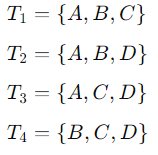 T₁ = {A, B, C}
T₂ = {A, B, D}
T₃ = {A, C, D}
T₄ = {B, C, D}